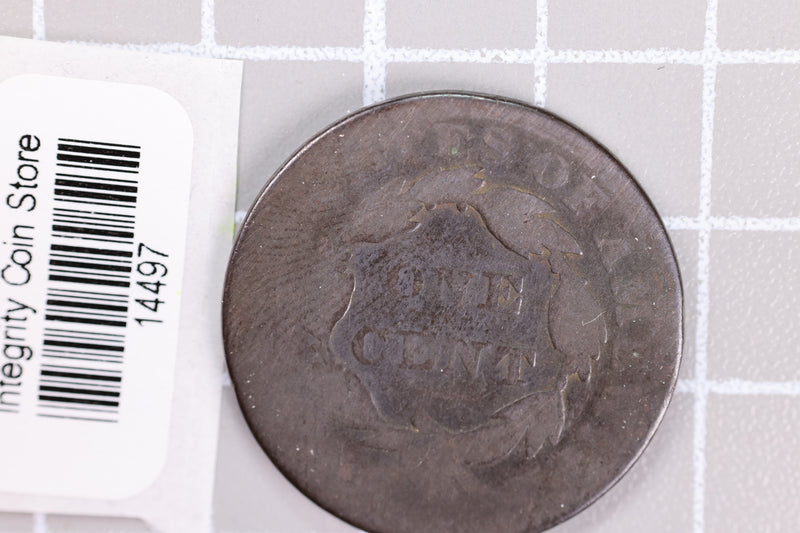 Integrity Coin Store
14497
ES OF
ONE
CENT